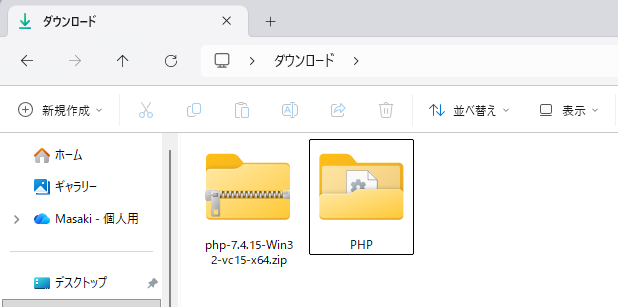 ダウンロード
ダウンロード
新規作成
並べ替え
表示
ホーム
ギャラリー
Masaki - 個人用
デスクトップ
php-7.4.15-Win3
2-vc15-x64.zip
PHP